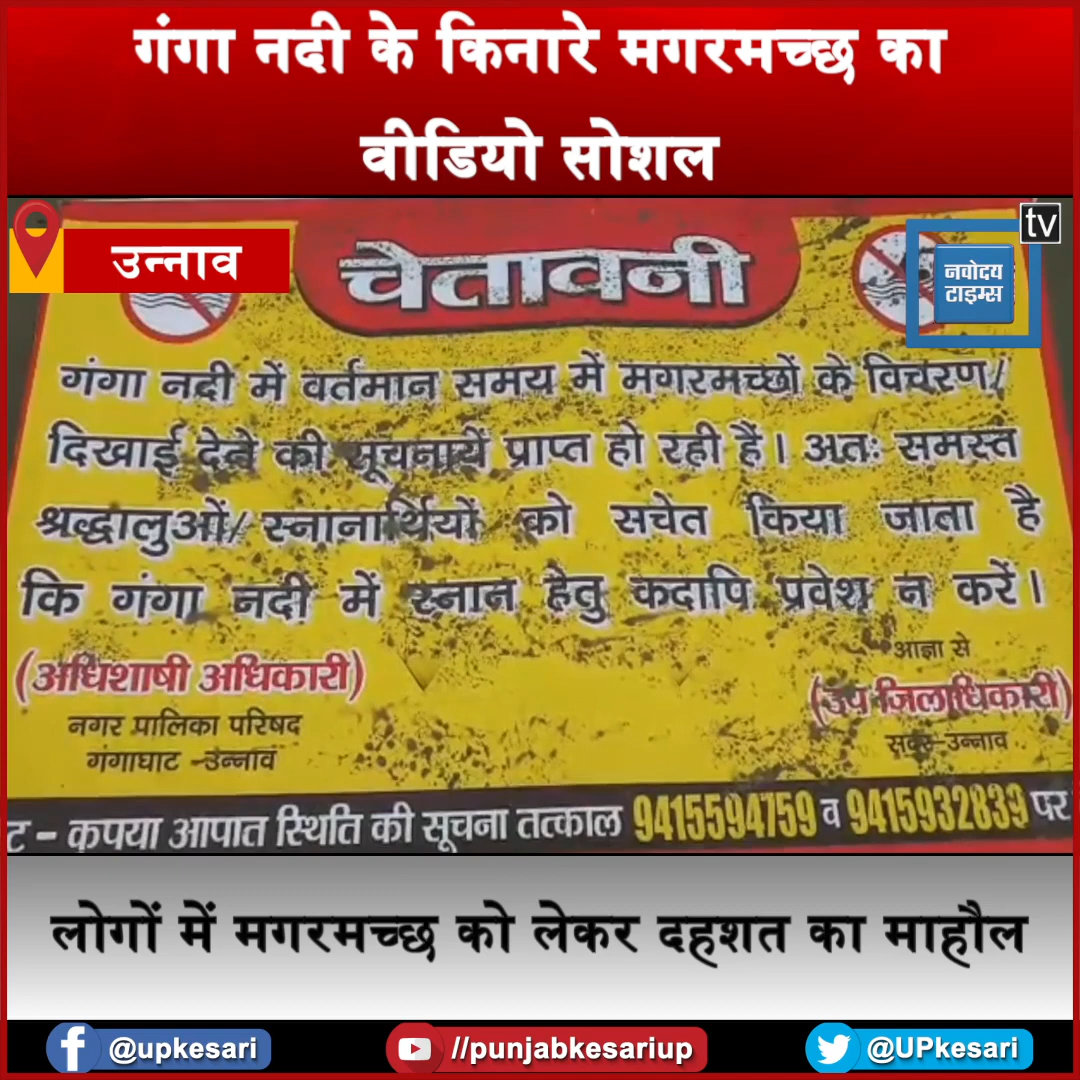 गंगा नदी के किनारे मगरमच्छ का
वीडियो सोशल
tv
उन्नाव
नवोदय
टाइम्स
चेतावनी
गंगा नदी में वर्तमान समय में मगरमच्छों के विचरण/
दिखाई देने की सूचनायें प्राप्त हो रही हैं। अतः समस्त
श्रद्धालुओं/ स्नानार्थियों को सचेत किया जाता है
कि गंगा नदी में स्नान हेतु कदापि प्रवेश न करें।
आज्ञा से
(अधिशाषी अधिकारी)
(उप जिलाधिकारी)
नगर पालिका परिषद
सदर-उन्नाव
गंगाघाट -उन्नाव
ट - कृपया आपात स्थिति की सूचना तत्काल 9415594759 व 9415932839 पर
लोगों में मगरमच्छ को लेकर दहशत का माहौल
@upkesari
//punjabkesariup
@UPkesari